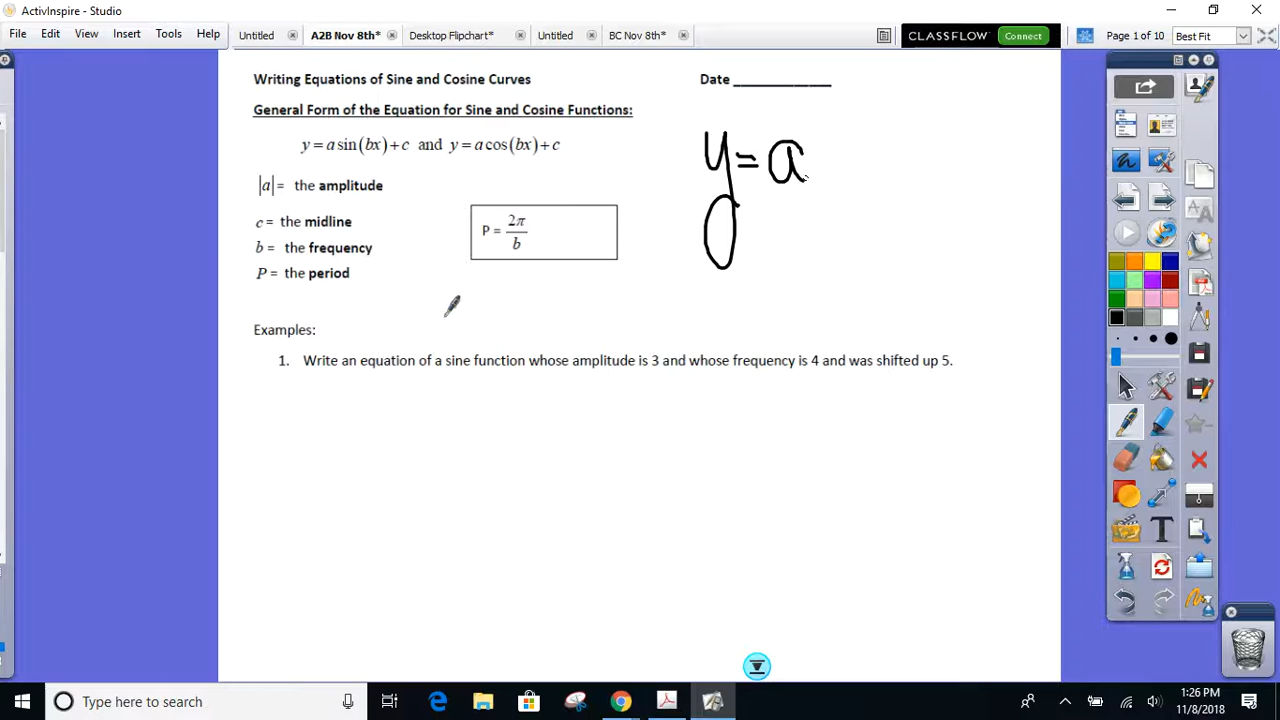 ActivInspire - Studio
File Edit View Insert Tools Help
Untitled A2B Nov 8th* Desktop Flipchart* Untitled BC Nov 8th*
CLASSFLOW Connect
Page 1 of 10 Best Fit
Writing Equations of Sine and Cosine Curves Date _____________
General Form of the Equation for Sine and Cosine Functions:
y = a sin(bx) + c and y = a cos(bx) + c
y = a
|a| = the amplitude
c = the midline
b = the frequency
P = 2π/b
P = the period
Examples:
1. Write an equation of a sine function whose amplitude is 3 and whose frequency is 4 and was shifted up 5.
Type here to search
1:26 PM
11/8/2018